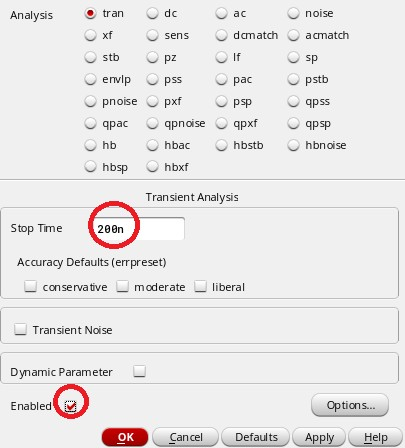 Analysis tran dc ac noise
xf sens dcmatch acmatch
stb pz lf sp
envlp pss pac pstb
pnoise pxf psp qpss
qpac qpnoise qpxf qpsp
hb hbac hbstb hbnoise
hbsp hbxf
Transient Analysis
Stop Time 200n
Accuracy Defaults (errpreset)
conservative moderate liberal
Transient Noise
Dynamic Parameter
Enabled Options...
OK Cancel Defaults Apply Help